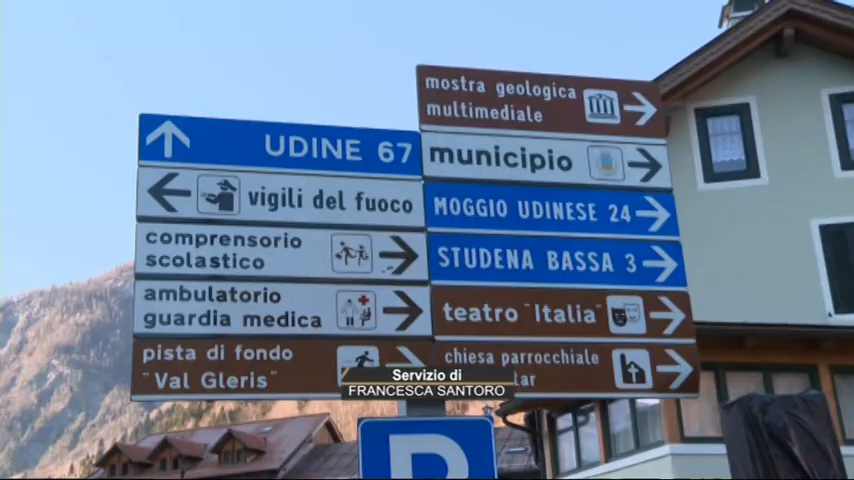 UDINE 67
vigili del fuoco
comprensorio
scolastico
ambulatorio
guardia medica
pista di fondo
"Val Gleris"
mostra geologica
multimediale
municipio
MOGGIO UDINESE 24
STUDENA BASSA 3
teatro "Italia"
chiesa parrocchiale
Servizio di
FRANCESCA SANTORO
P